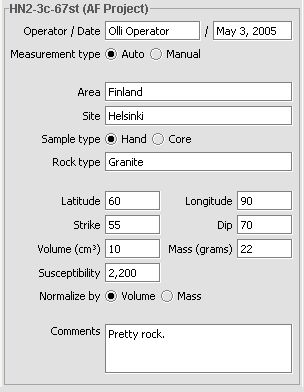 HN2-3c-67st (AF Project)
Operator / Date Olli Operator / May 3, 2005
Measurement type Auto Manual
Area Finland
Site Helsinki
Sample type Hand Core
Rock type Granite
Latitude 60 Longitude 90
Strike 55 Dip 70
Volume (cm³) 10 Mass (grams) 22
Susceptibility 2,200
Normalize by Volume Mass
Comments Pretty rock.